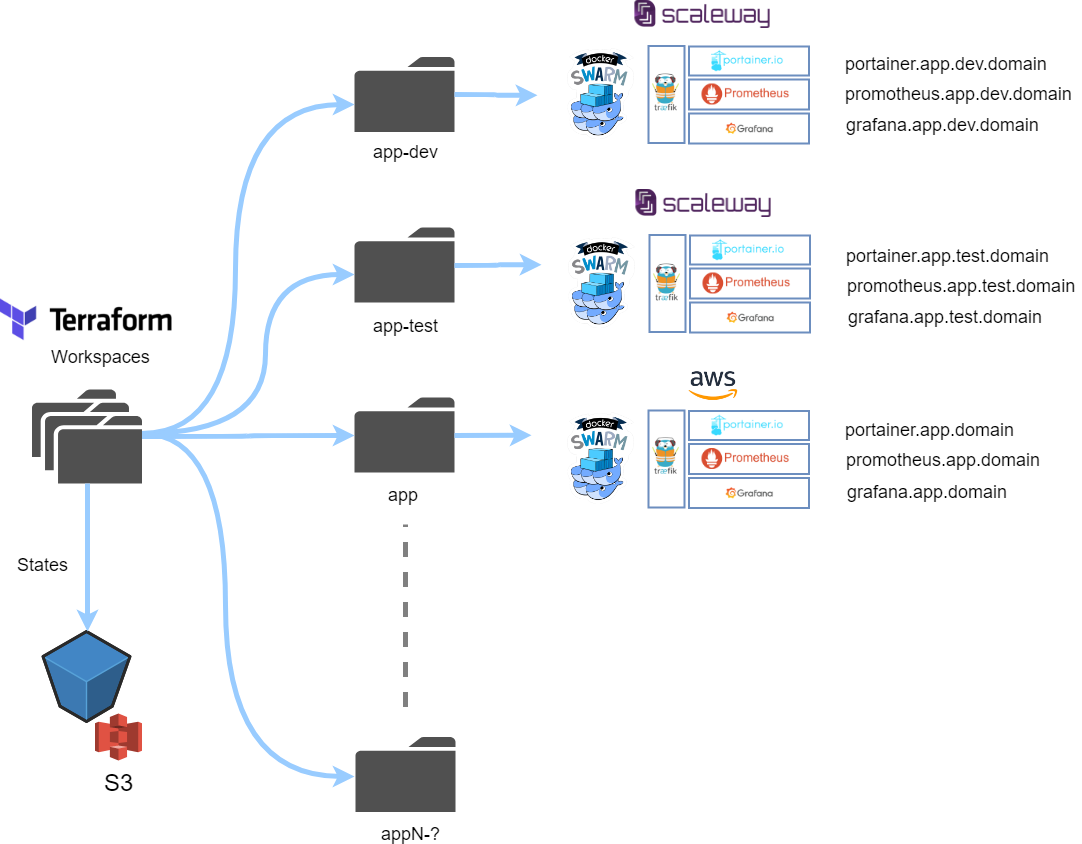 scaleway
docker
SWARM
træfik
portainer.io
Prometheus
Grafana
portainer.app.dev.domain
promotheus.app.dev.domain
grafana.app.dev.domain
app-dev
scaleway
docker
SWARM
træfik
portainer.io
Prometheus
Grafana
portainer.app.test.domain
promotheus.app.test.domain
grafana.app.test.domain
app-test
Terraform
Workspaces
aws
docker
SWARM
træfik
portainer.io
Prometheus
Grafana
portainer.app.domain
promotheus.app.domain
grafana.app.domain
app
States
S3
appN-?